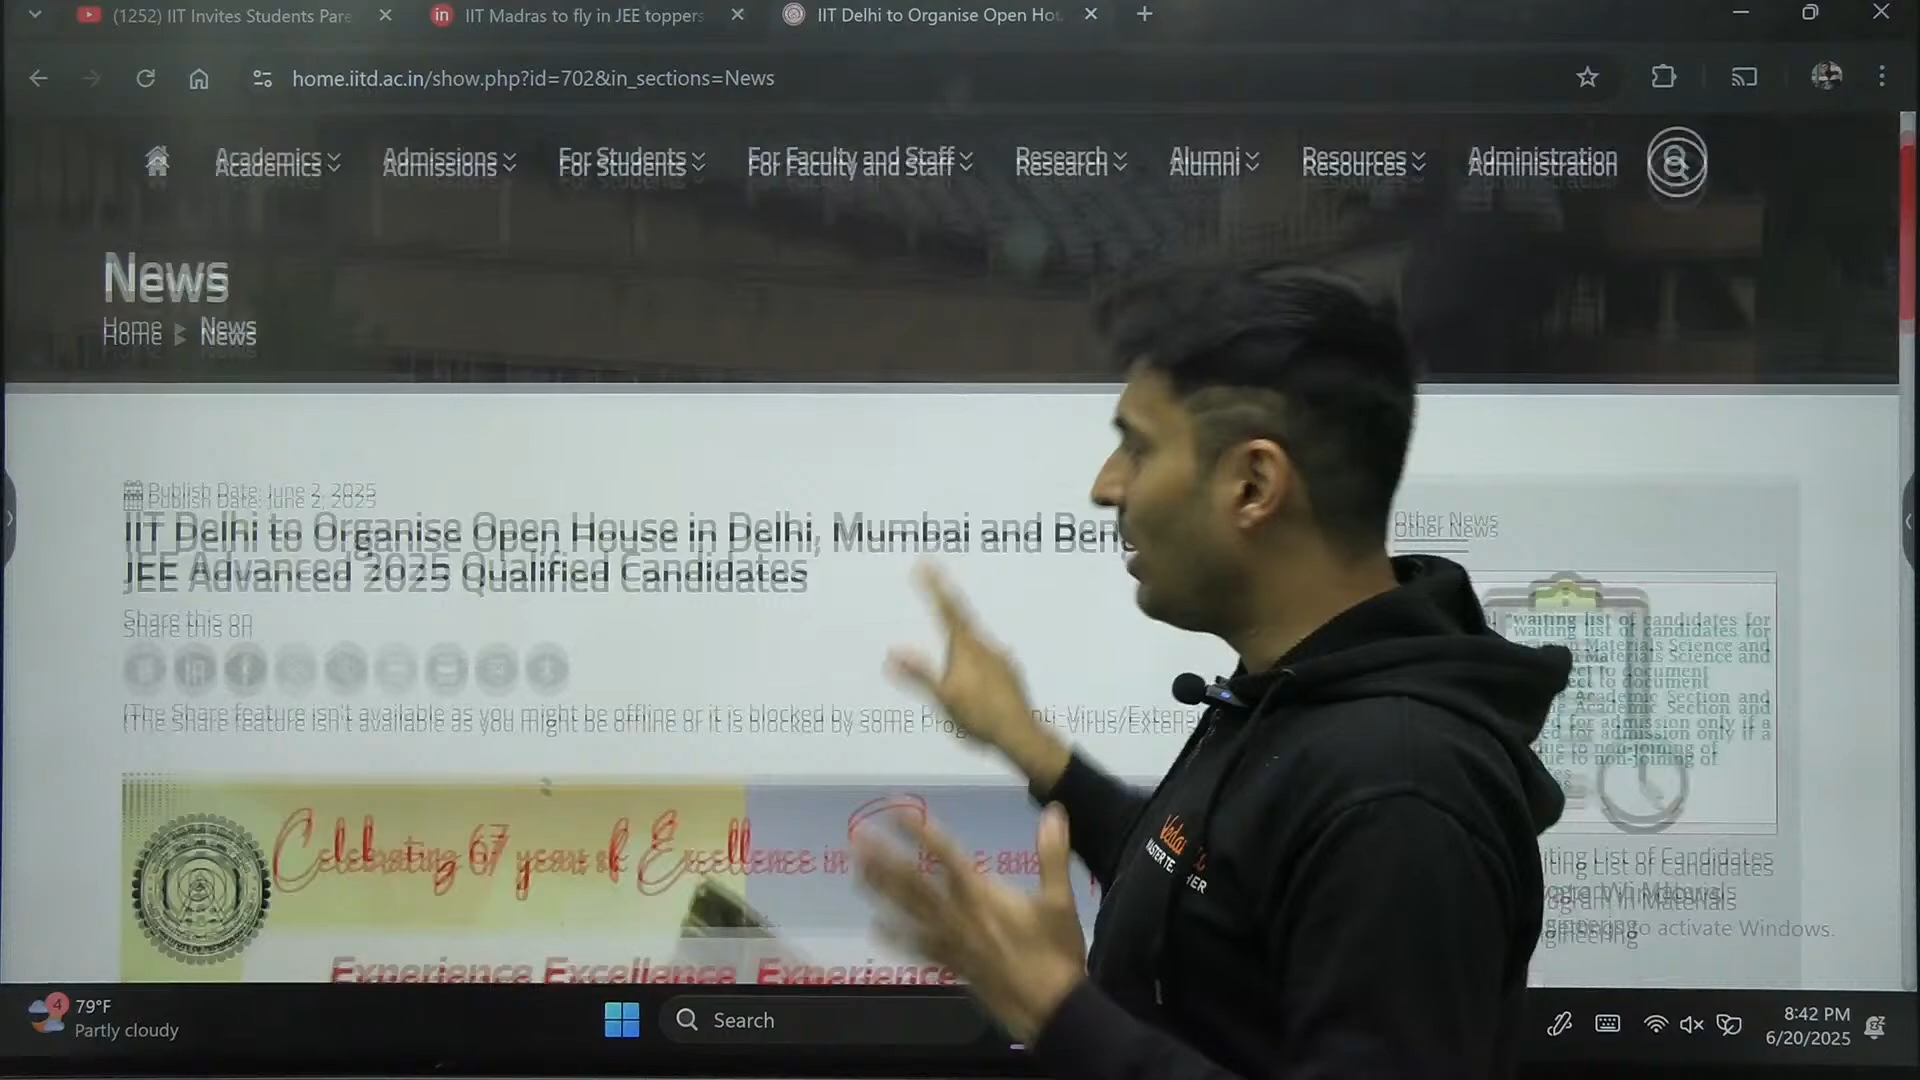 (1252) IIT Invites Students Pare
IIT Madras to fly in JEE toppers
IIT Delhi to Organise Open Hou
home.iitd.ac.in/show.php?id=702&in_sections=News
Academics
Admissions
For Students
For Faculty and Staff
Research
Alumni
Resources
Administration
News
Home
News
Publish Date: June 2, 2025
IIT Delhi to Organise Open House in Delhi, Mumbai and
JEE Advanced 2025 Qualified Candidates
Share this on
(The Share feature isn't available as you might be offline or it is blocked by some
Celebrating 67 years of Excellence in
Experience Excellence Experience
MASTER
Other News
waiting list of candidates for
Materials Science and
to document
Academic Section and
for admission only if a
due to non-joining of
List of Candidates
in Materials
to activate Windows.
4
79°F
Partly cloudy
Search
8:42 PM
6/20/2025